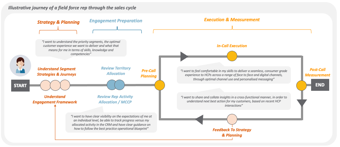 Illustrative journey of a field force rep through the sales cycle
Strategy & Planning
Engagement Preparation
Execution & Measurement
"I want to understand the priority segments, the optimal
customer experience we want to deliver and what that
means for me in terms of skills, knowledge and
competencies"
In-Call Execution
"I want to feel comfortable in my skills to deliver a seamless, consumer-grade
experience to HCPs across a range of face to face and digital channels,
through optimal channel use and personalised messaging"
START
Understand Segment
Strategies & Journeys
Review Territory
Allocation
Pre-Call
Planning
Post-Call
Measurement
END
Understand
Engagement Framework
Review Rep Activity
Allocation / MCCP
"I want to have clear visibility on the expectations of me at
an individual level, be able to track progress versus my
allocated activity in the CRM and have clear guidance on
how to follow the best practice operational blueprint"
"I want to share and collate insights in a cross-functional manner, in order to
understand and best action for my customers, based on recent HCP
interactions"
Feedback To Strategy
& Planning